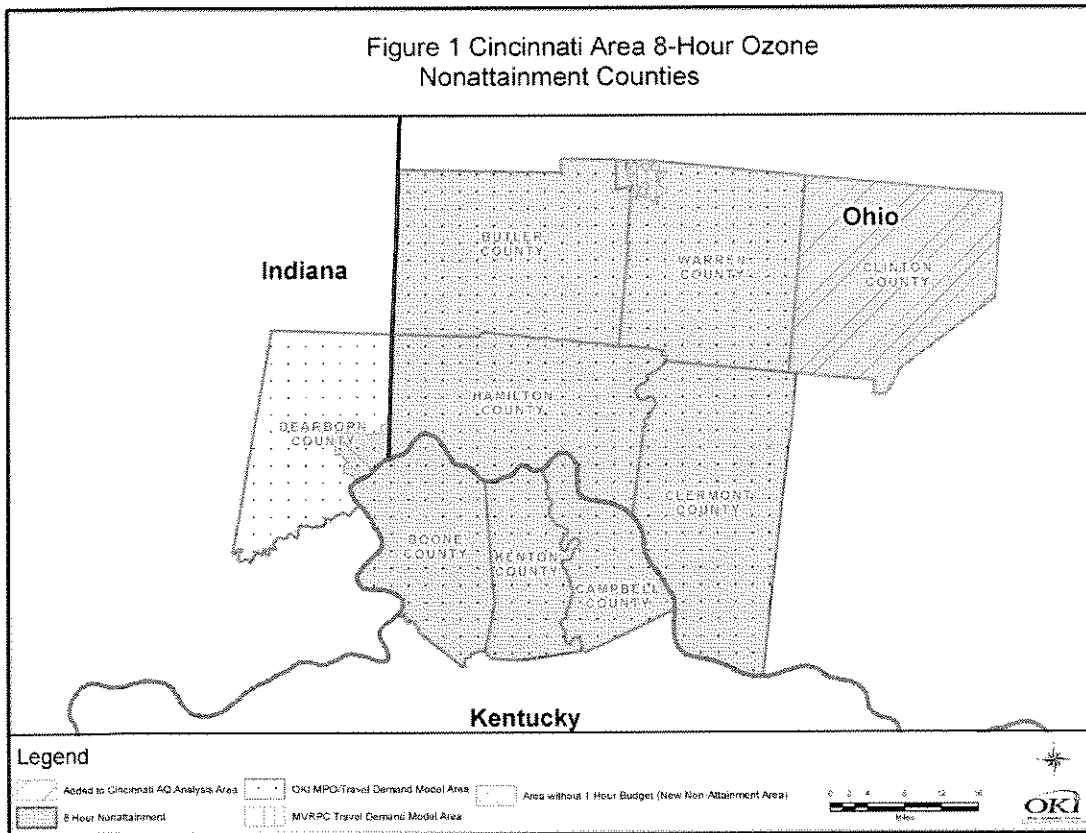 Figure 1 Cincinnati Area 8-Hour Ozone
Nonattainment Counties
Ohio
BUTLER
COUNTY
WARREN
COUNTY
CLINTON
COUNTY
Indiana
HAMILTON
COUNTY
DEARBORN
COUNTY
CLERMONT
COUNTY
BOONE
COUNTY
KENTON
COUNTY
CAMPBELL
COUNTY
Kentucky
Legend
Added to Cincinnati AQ Analysis Area
OKI MPO/Travel Demand Model Area
Area without 1 Hour Budget (New Non-Attainment Area)
8 Hour Nonattainment
MVRPC Travel Demand Model Area
Miles
OKI